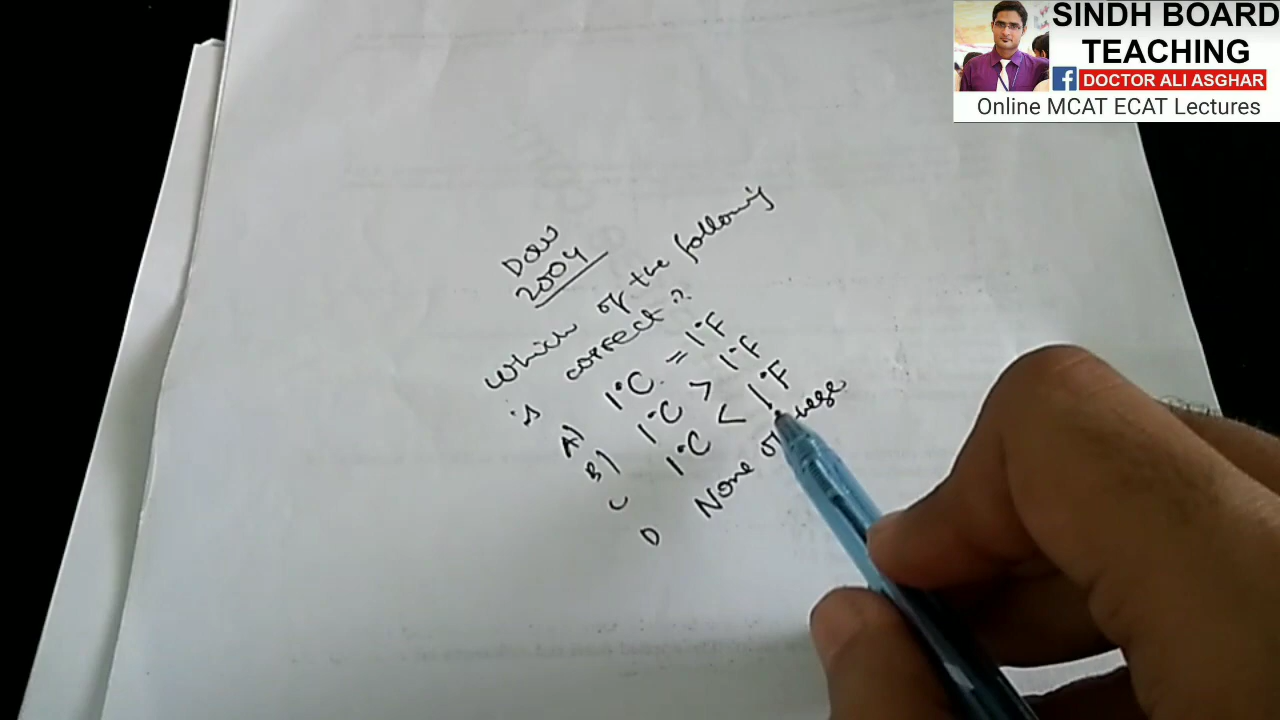 SINDH BOARD
TEACHING
DOCTOR ALI ASGHAR
Online MCAT ECAT Lectures
DOW
2004
Which of the following
is correct?
A) 1°C = 1°F
B) 1°C > 1°F
C 1°C < 1°F
D None of